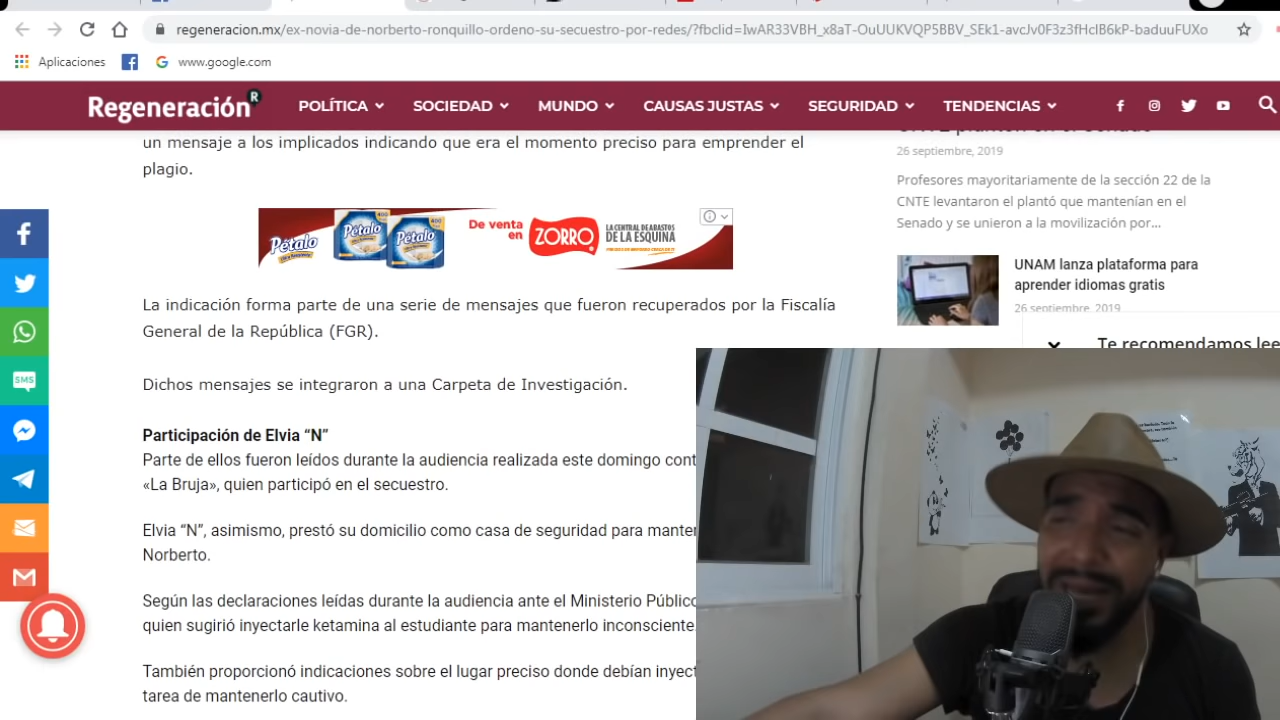 regeneracion.mx/ex-novia-de-norberto-ronquillo-ordeno-su-secuestro-por-redes/?fbclid=IwAR33VBH_x8aT-OuUUKVQP5BBV_SEk1-avcJv0F3z3fHclB6kP-baduuFUXo
Aplicaciones
www.google.com
Regeneración R
POLÍTICA SOCIEDAD MUNDO CAUSAS JUSTAS SEGURIDAD TENDENCIAS
un mensaje a los implicados indicando que era el momento preciso para emprender el
plagio.
Pétalo
De venta
en
ZORRO
LA CENTRAL DE ABASTOS
DE LA ESQUINA
La indicación forma parte de una serie de mensajes que fueron recuperados por la Fiscalía
General de la República (FGR).
Dichos mensajes se integraron a una Carpeta de Investigación.
Participación de Elvia “N”
Parte de ellos fueron leídos durante la audiencia realizada este domingo cont
«La Bruja», quien participó en el secuestro.
Elvia “N”, asimismo, prestó su domicilio como casa de seguridad para manter
Norberto.
Según las declaraciones leídas durante la audiencia ante el Ministerio Público
quien sugirió inyectarle ketamina al estudiante para mantenerlo inconsciente.
También proporcionó indicaciones sobre el lugar preciso donde debían inyect
tarea de mantenerlo cautivo.
SMS
26 septiembre, 2019
Profesores mayoritariamente de la sección 22 de la
CNTE levantaron el plantó que mantenían en el
Senado y se unieron a la movilización por...
UNAM lanza plataforma para
aprender idiomas gratis
26 septiembre, 2019
Te recomendamos lee